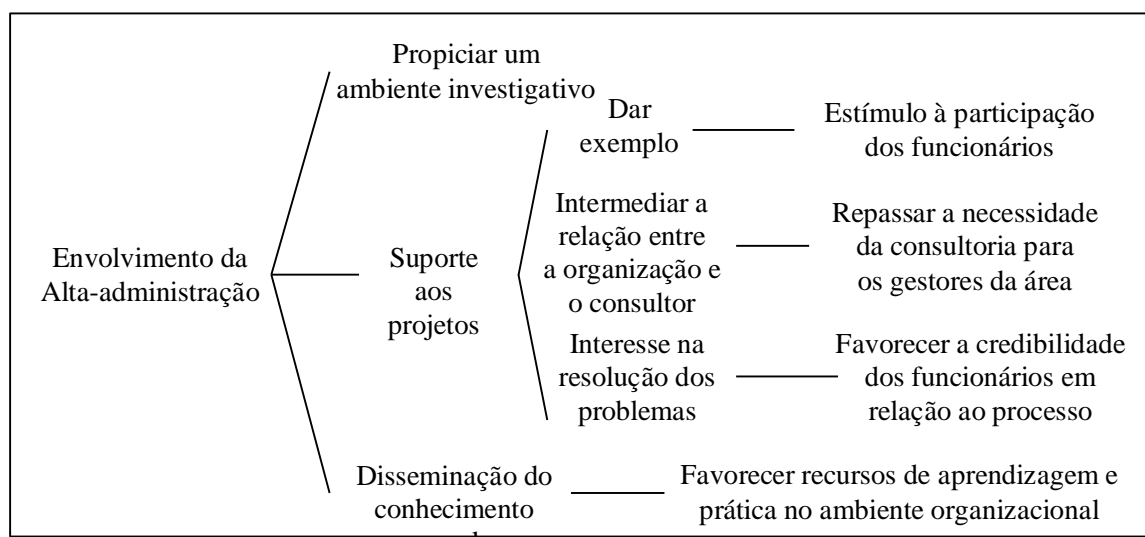 Propiciar um
ambiente investigativo
Dar
exemplo
Estímulo à participação
dos funcionários
Envolvimento da
Alta-administração
Suporte
aos
projetos
Intermediar a
relação entre
a organização e
o consultor
Repassar a necessidade
da consultoria para
os gestores da área
Interesse na
resolução dos
problemas
Favorecer a credibilidade
dos funcionários em
relação ao processo
Disseminação do
conhecimento
Favorecer recursos de aprendizagem e
prática no ambiente organizacional